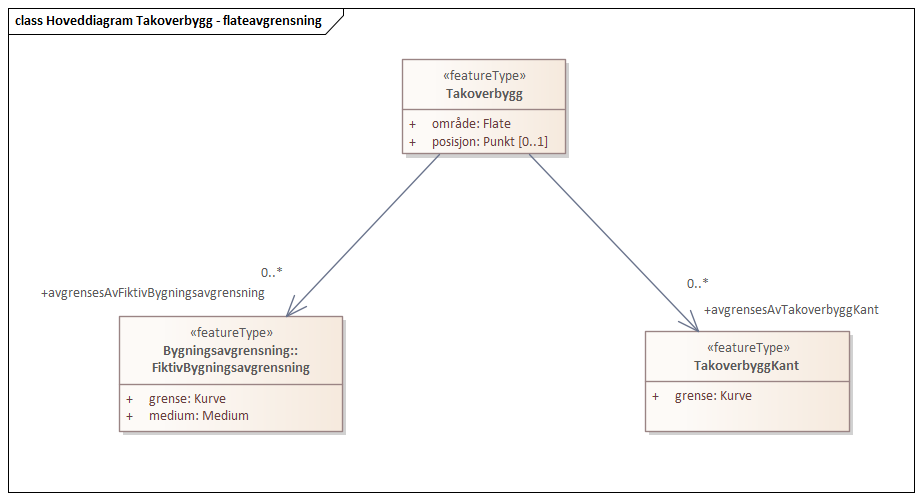 class Hoveddiagram Takoverbygg - flateavgrensning
«featureType»
Takoverbygg
+ område: Flate
+ posisjon: Punkt [0..1]
0..*
+avgrensesAvFiktivBygningsavgrensning
0..*
+avgrensesAvTakoverbyggKant
«featureType»
Bygningsavgrensning::
FiktivBygningsavgrensning
+ grense: Kurve
+ medium: Medium
«featureType»
TakoverbyggKant
+ grense: Kurve